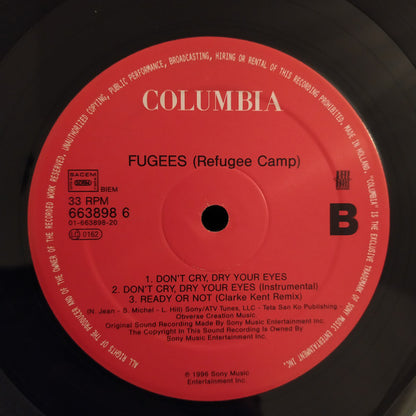 ALL RIGHTS OF THE PRODUCER AND OF THE OWNER OF THE RECORDED WORK RESERVED. UNAUTHORIZED COPYING, PUBLIC PERFORMANCE, BROADCASTING, HIRING OR RENTAL OF THIS RECORDING PROHIBITED. MADE IN HOLLAND. "COLUMBIA" IS THE EXCLUSIVE TRADEMARK OF SONY MUSIC ENTERTAINMENT INC.
COLUMBIA
FUGEES (Refugee Camp)
SACEM
BIEM
33 RPM
663898 6
01-663898-20
LC 0162
B
1. DON'T CRY, DRY YOUR EYES
2. DON'T CRY, DRY YOUR EYES (Instrumental)
3. READY OR NOT (Clarke Kent Remix)
(N. Jean - S. Michel - L. Hill) Sony/ATV Tunes, LLC - Teta San Ko Publishing
Obverse Creation Music.
Original Sound Recording Made By Sony Music Entertainment Inc.
The Copyright In This Sound Recording Is Owned By
Sony Music Entertainment Inc.
℗ 1996 Sony Music
Entertainment Inc.